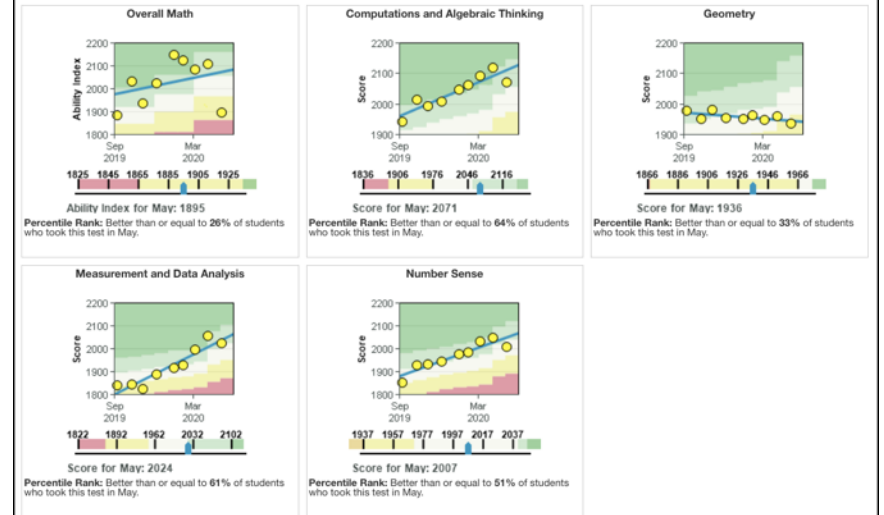 Overall Math
Ability Index
2200
2100
2000
1900
1800
Sep
2019
Mar
2020
1825 1845 1865 1885 1905 1925
Ability Index for May: 1895
Percentile Rank: Better than or equal to 26% of students
who took this test in May.
Computations and Algebraic Thinking
Score
2200
2100
2000
1900
Sep
2019
Mar
2020
1836 1906 1976 2046 2116
Score for May: 2071
Percentile Rank: Better than or equal to 64% of students
who took this test in May.
Geometry
Score
2200
2100
2000
1900
Sep
2019
Mar
2020
1866 1886 1906 1926 1946 1966
Score for May: 1936
Percentile Rank: Better than or equal to 33% of students
who took this test in May.
Measurement and Data Analysis
Score
2200
2100
2000
1900
1800
Sep
2019
Mar
2020
1822 1892 1962 2032 2102
Score for May: 2024
Percentile Rank: Better than or equal to 61% of students
who took this test in May.
Number Sense
Score
2200
2100
2000
1900
1800
Sep
2019
Mar
2020
1937 1957 1977 1997 2017 2037
Score for May: 2007
Percentile Rank: Better than or equal to 51% of students
who took this test in May.